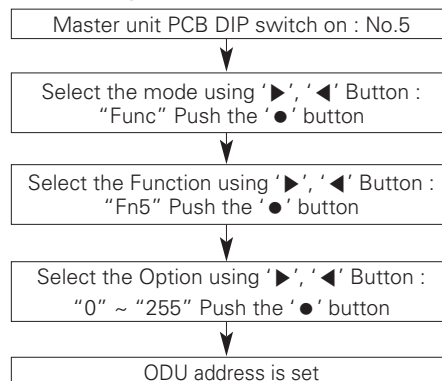 Master unit PCB DIP switch on : No.5
Select the mode using ‘▶’, ‘◀’ Button :
“Func” Push the ‘●’ button
Select the Function using ‘▶’, ‘◀’ Button :
“Fn5” Push the ‘●’ button
Select the Option using ‘▶’, ‘◀’ Button :
“0” ~ “255” Push the ‘●’ button
ODU address is set